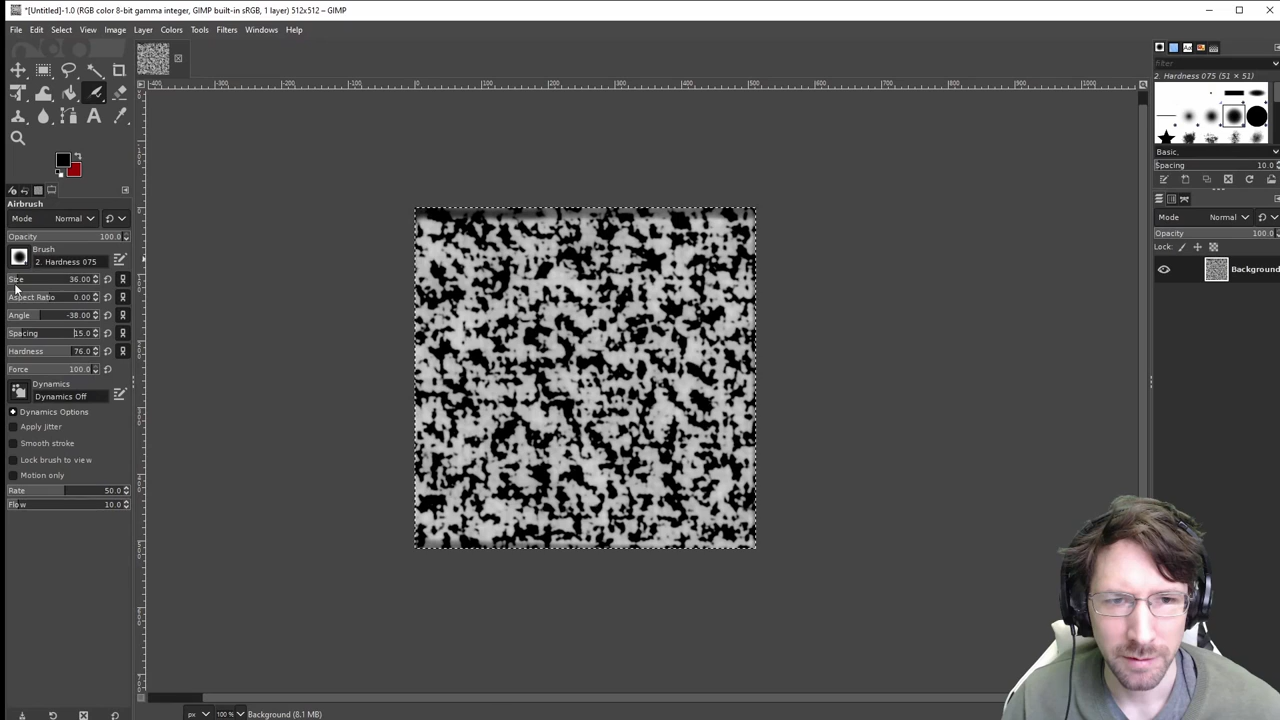 *[Untitled]-1.0 (RGB color 8-bit gamma integer, GIMP built-in sRGB, 1 layer) 512x512 – GIMP
File Edit Select View Image Layer Colors Tools Filters Windows Help
filter
2. Hardness 075 (51 × 51)
Basic,
Spacing 10.0
Mode Normal
Opacity 100.0
Lock:
Background
Airbrush
Mode Normal
Opacity 100.0
Brush
2. Hardness 075
Size 36.00
Aspect Ratio 0.00
Angle -38.00
Spacing 15.0
Hardness 76.0
Force 100.0
Dynamics
Dynamics Off
Dynamics Options
Apply Jitter
Smooth stroke
Lock brush to view
Motion only
Rate 50.0
Flow 10.0
px 100 % Background (8.1 MB)